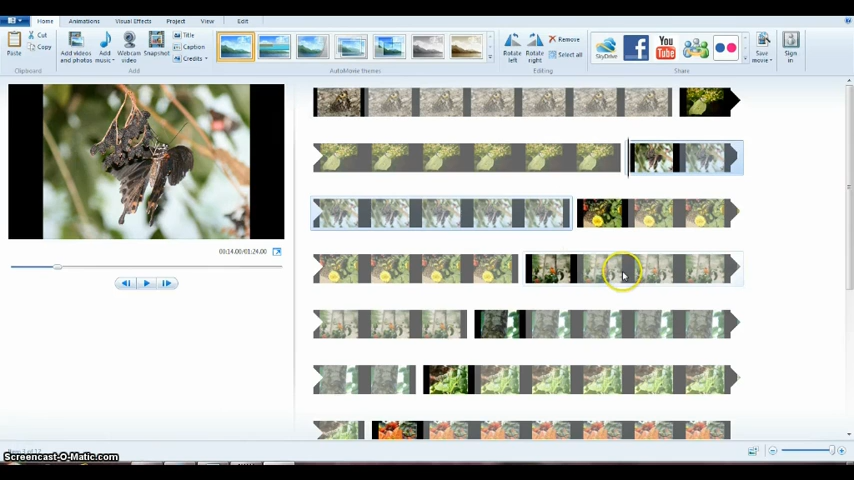 Home Animations Visual Effects Project View Edit
Paste
Cut
Copy
Clipboard
Add videos
and photos
Add
music
Webcam
video
Snapshot
Title
Caption
Credits
Add
AutoMovie themes
Rotate
left
Rotate
right
Remove
Select all
Editing
SkyDrive
f
You
Tube
Share
Save
movie
Sign
in
00:14.00/01:24.00
Screencast-O-Matic.com